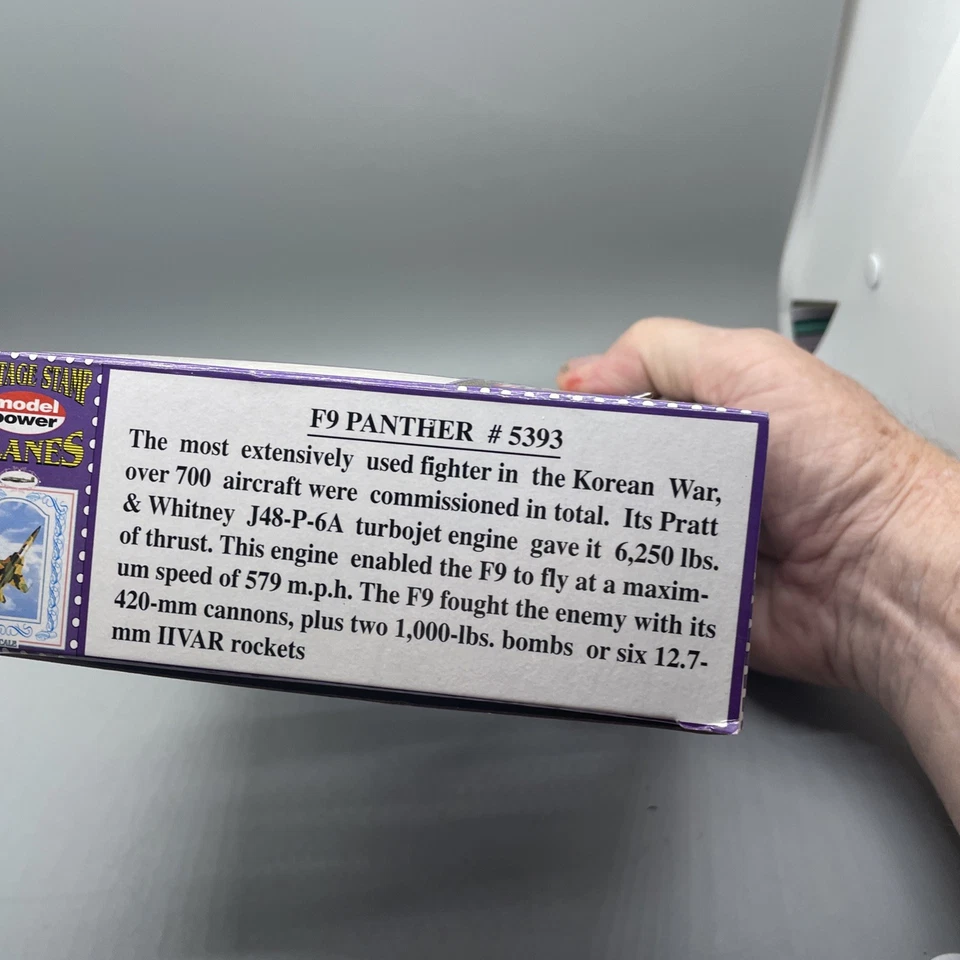 TAGE STAMP
model
power
LANES
F9 PANTHER # 5393
The most extensively used fighter in the Korean War,
over 700 aircraft were commissioned in total. Its Pratt
& Whitney J48-P-6A turbojet engine gave it 6,250 lbs.
of thrust. This engine enabled the F9 to fly at a maxim-
um speed of 579 m.p.h. The F9 fought the enemy with its
420-mm cannons, plus two 1,000-lbs. bombs or six 12.7-
mm IIVAR rockets